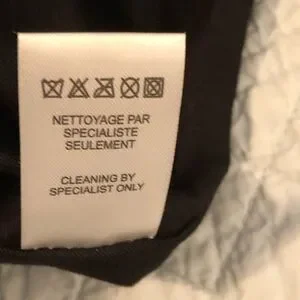 NETTOYAGE PAR
SPECIALISTE
SEULEMENT
CLEANING BY
SPECIALIST ONLY